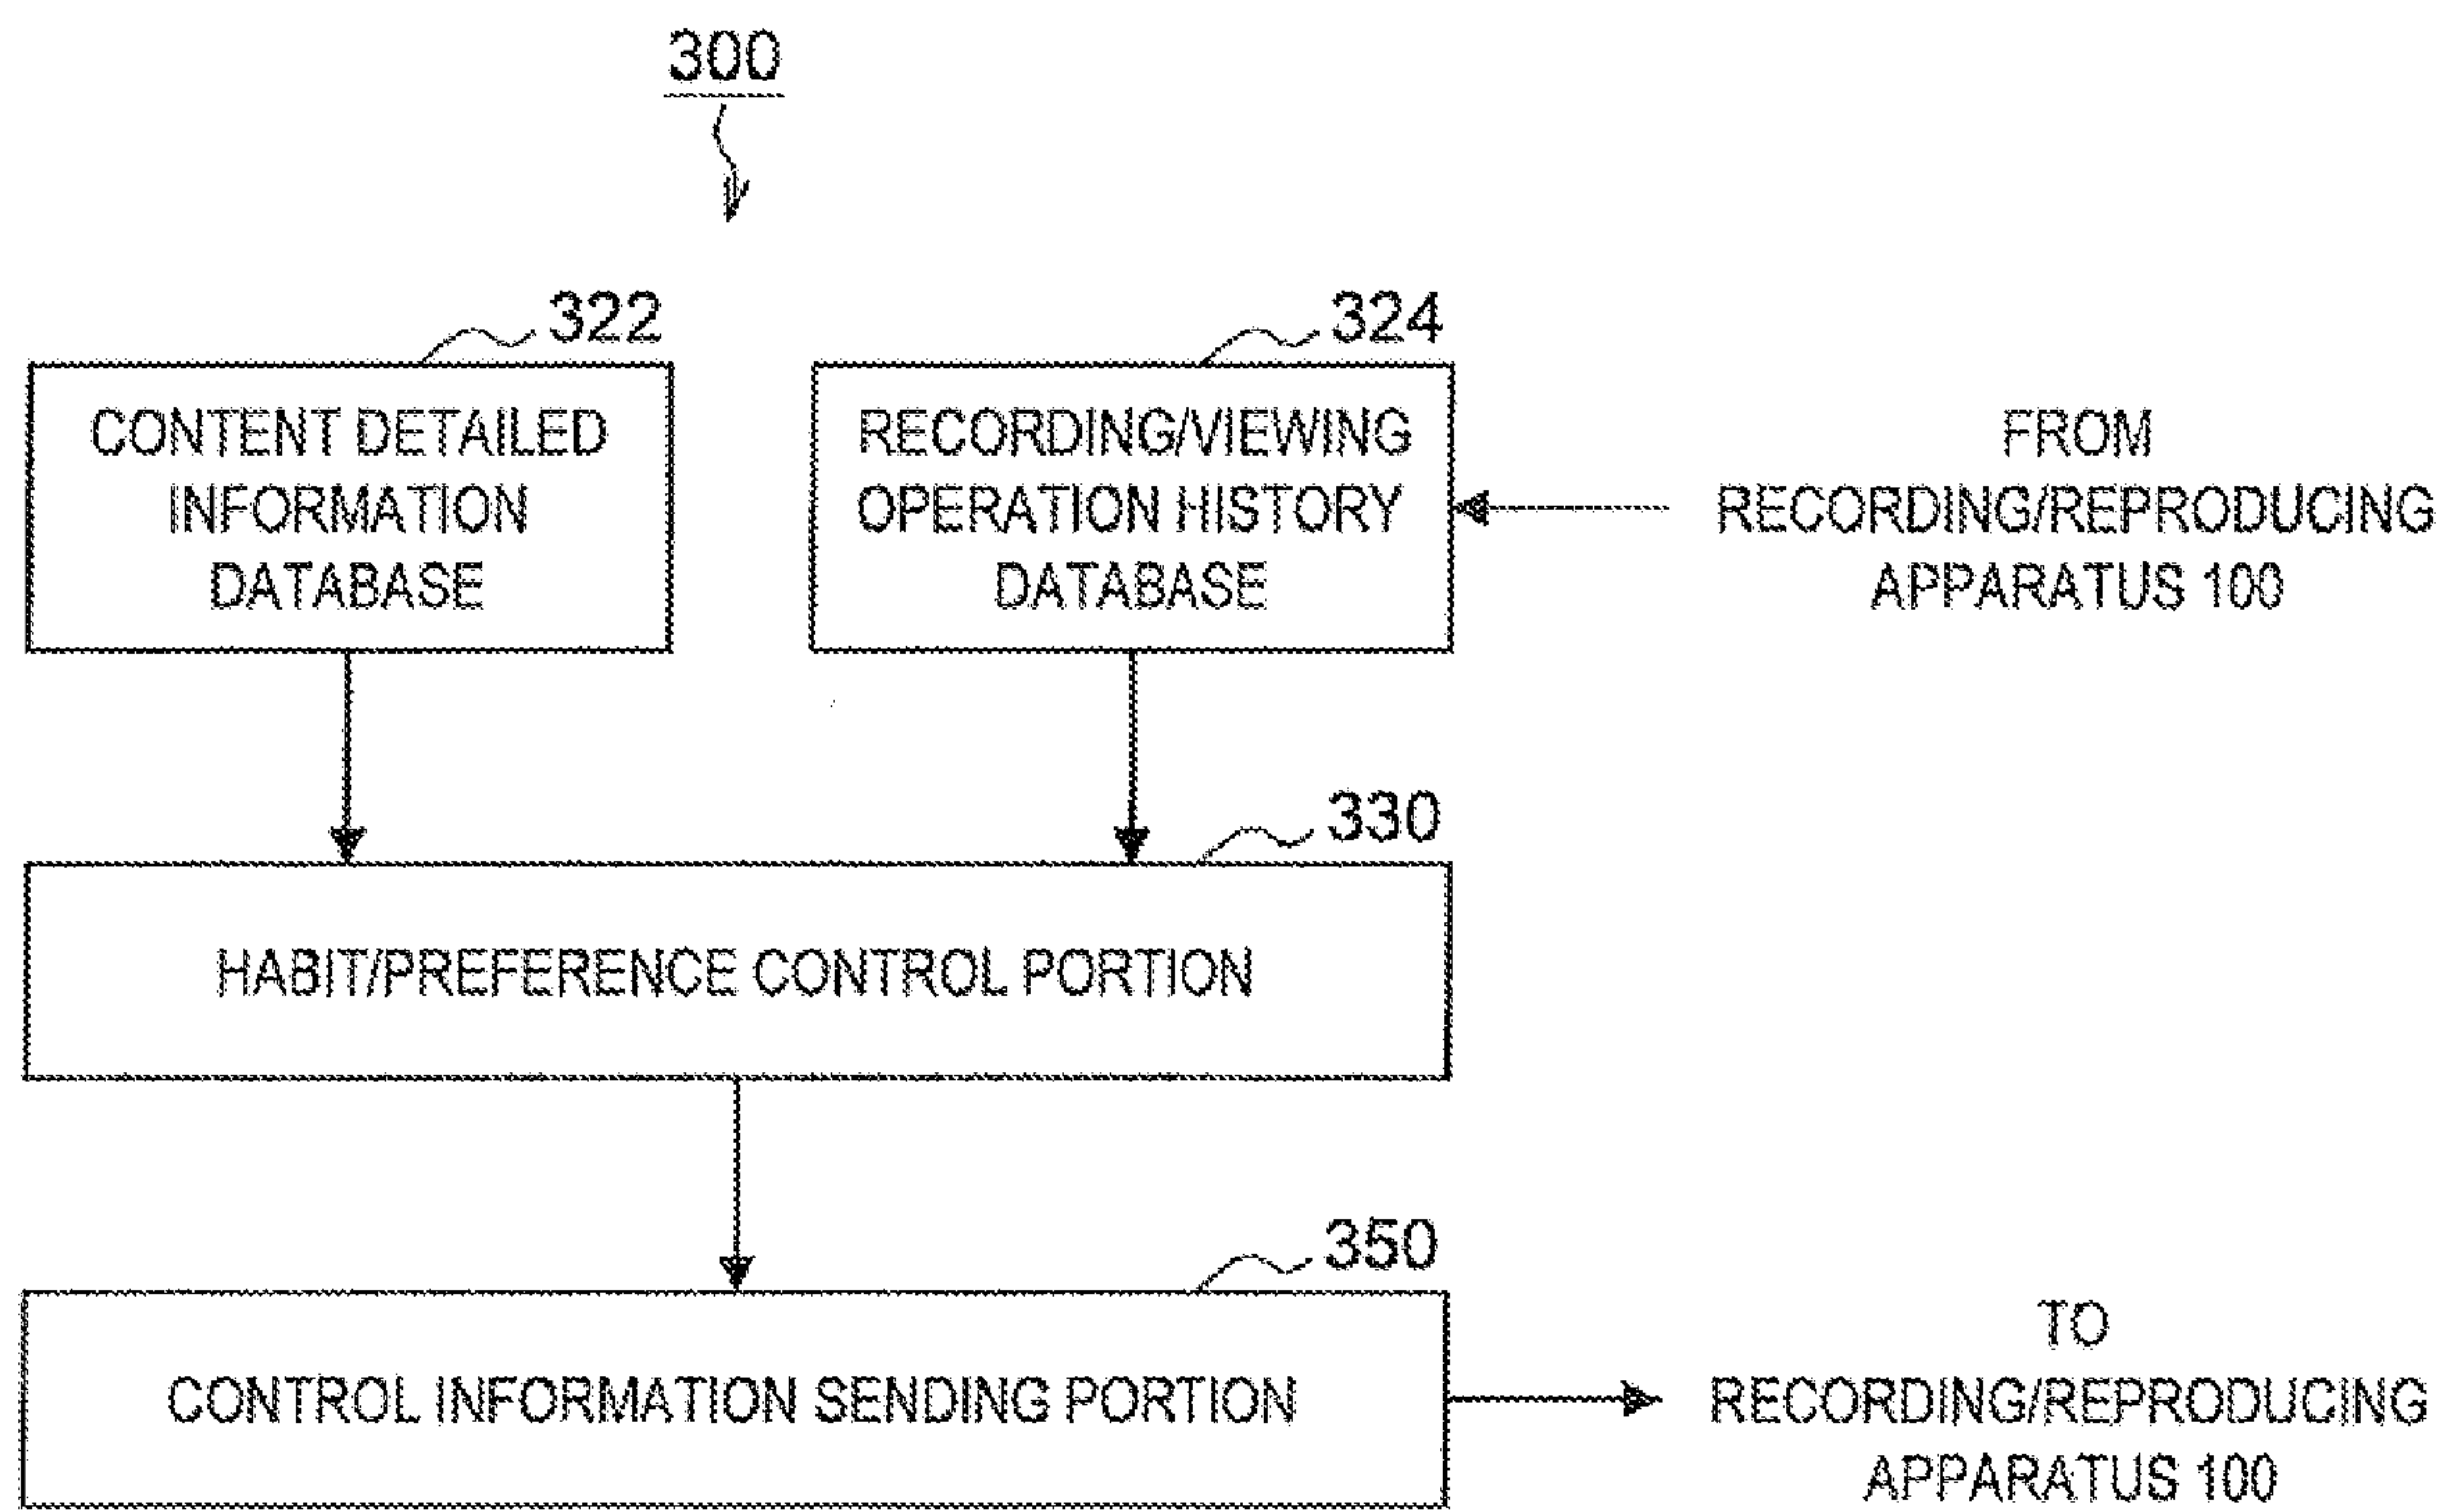 300
322
CONTENT DETAILED
INFORMATION
DATABASE
324
RECORDING/VIEWING
OPERATION HISTORY
DATABASE
FROM
RECORDING/REPRODUCING
APPARATUS 100
330
HABIT/PREFERENCE CONTROL PORTION
350
CONTROL INFORMATION SENDING PORTION
TO
RECORDING/REPRODUCING
APPARATUS 100